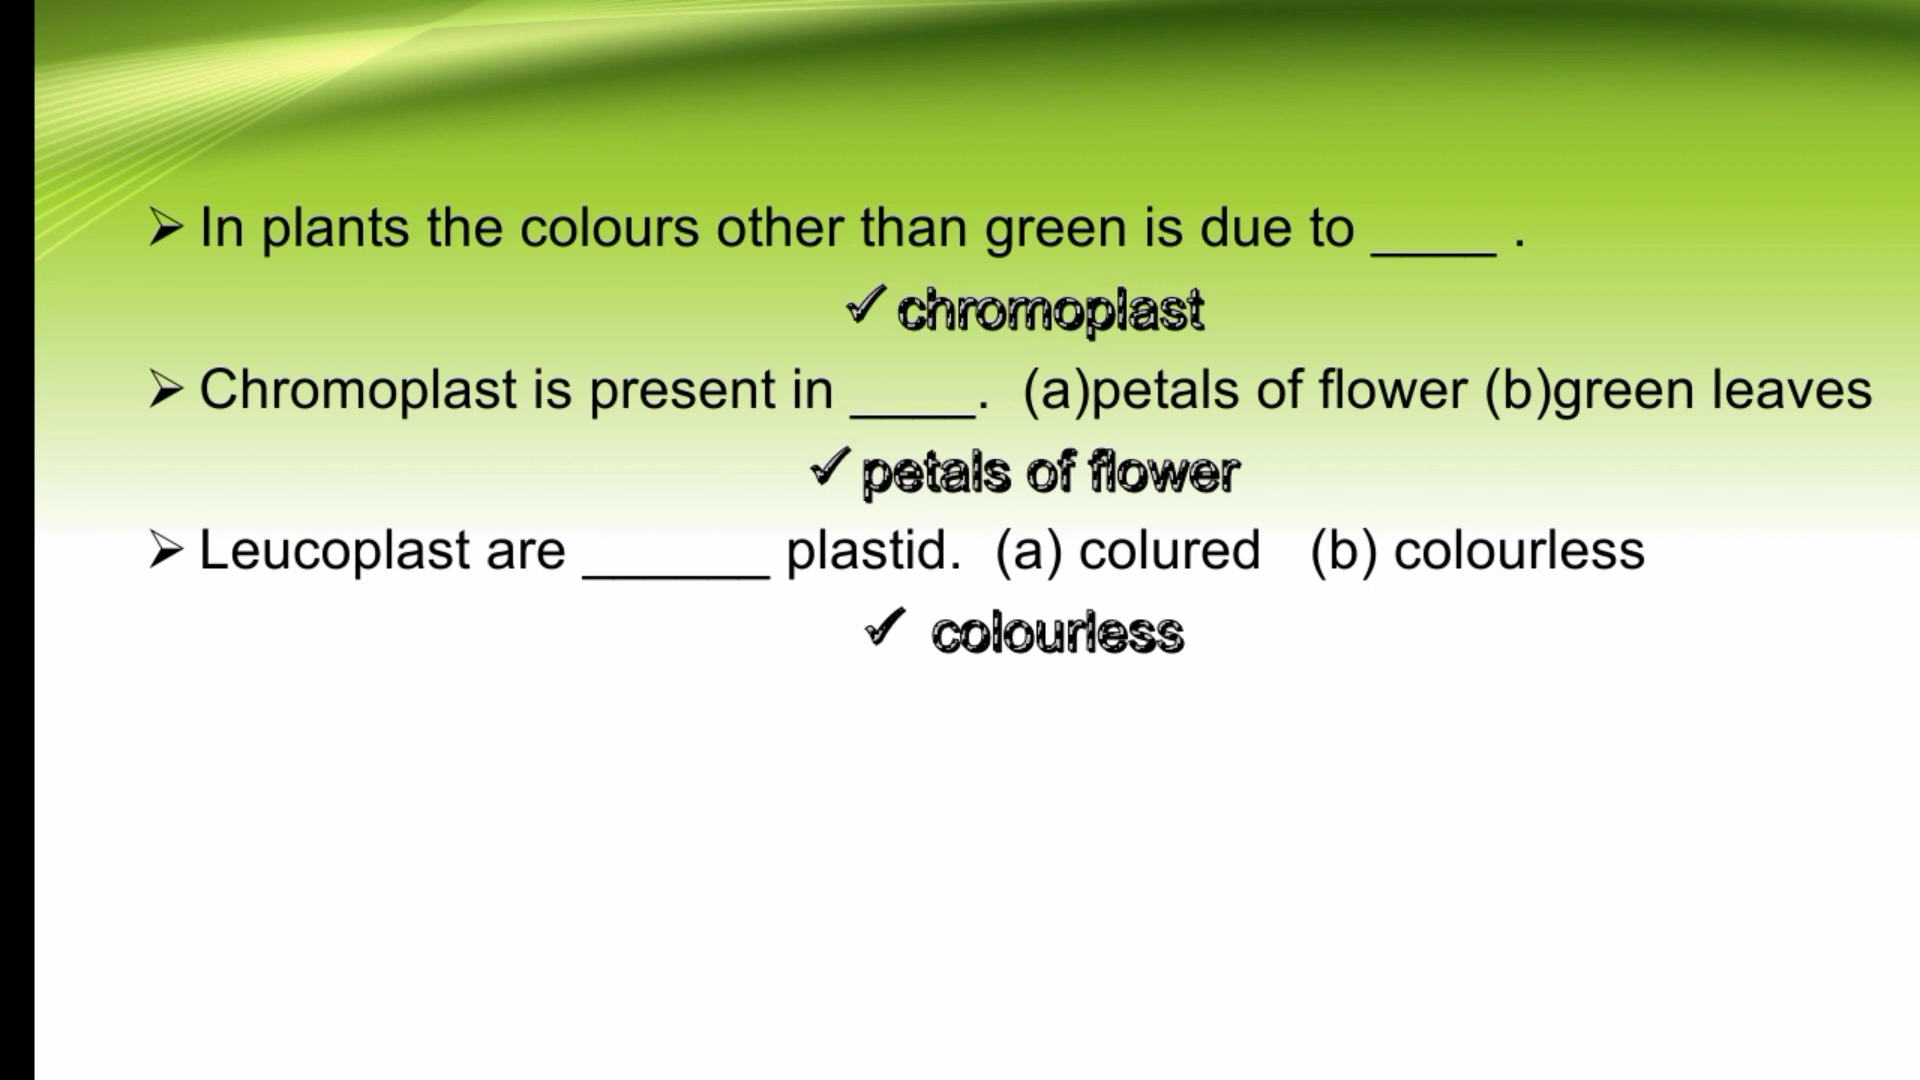 ➢ In plants the colours other than green is due to ____ .
✓ chromoplast
➢ Chromoplast is present in ____. (a)petals of flower (b)green leaves
✓ petals of flower
➢ Leucoplast are ______ plastid. (a) colured (b) colourless
✓ colourless